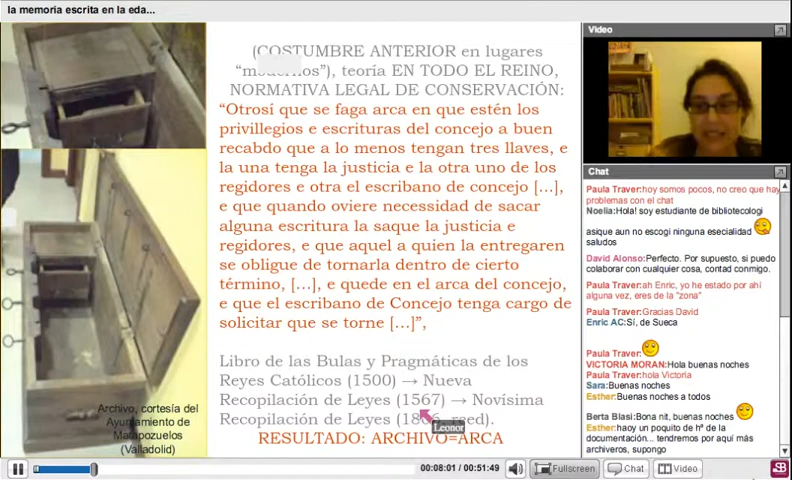 la memoria escrita en la eda...
(COSTUMBRE ANTERIOR en lugares
“modernos”), teoría EN TODO EL REINO,
NORMATIVA LEGAL DE CONSERVACIÓN:
“Otrosí que se faga arca en que estén los
privillegios e escrituras del concejo a buen
recabdo que a lo menos tengan tres llaves, e
la una tenga la justicia e la otra uno de los
regidores e otra el escribano de concejo [...],
e que quando oviere necessidad de sacar
alguna escritura la saque la justicia e
regidores, e que aquel a quien la entregaren
se obligue de tornarla dentro de cierto
término, [...], e quede en el arca del concejo,
e que el escribano de Concejo tenga cargo de
solicitar que se torne [...]”,
Libro de las Bulas y Pragmáticas de los
Reyes Católicos (1500) → Nueva
Recopilación de Leyes (1567) → Novísima
Recopilación de Leyes
RESULTADO: ARCHIVO=ARCA
Leonor
Archivo, cortesía del
Ayuntamiento de
Matapozuelos
(Valladolid)
Video
Chat
Paula Traver:hoy somos pocos, no creo que hay
problemas con el chat
Noelia:Hola! soy estudiante de bibliotecologi
asique aun no escogi ninguna esecialidad
saludos
David Alonso:Perfecto. Por supuesto, si puedo
colaborar con cualquier cosa, contad conmigo.
Paula Traver:ah Enric, yo he estado por ahí
alguna vez, eres de la "zona"
Paula Traver:Gracias David
Enric AC:Sí, de Sueca
Paula Traver:
VICTORIA MORAN:Hola buenas noches
Paula Traver:hola Victoria
Sara:Buenas noches
Esther:Buenas noches a todos
Berta Blasi:Bona nit, buenas noches
Esther:hay un poquito de hª de la
documentación... tendremos por aquí más
archiveros, supongo
00:08:01 / 00:51:49
Fullscreen
Chat
Video
SB